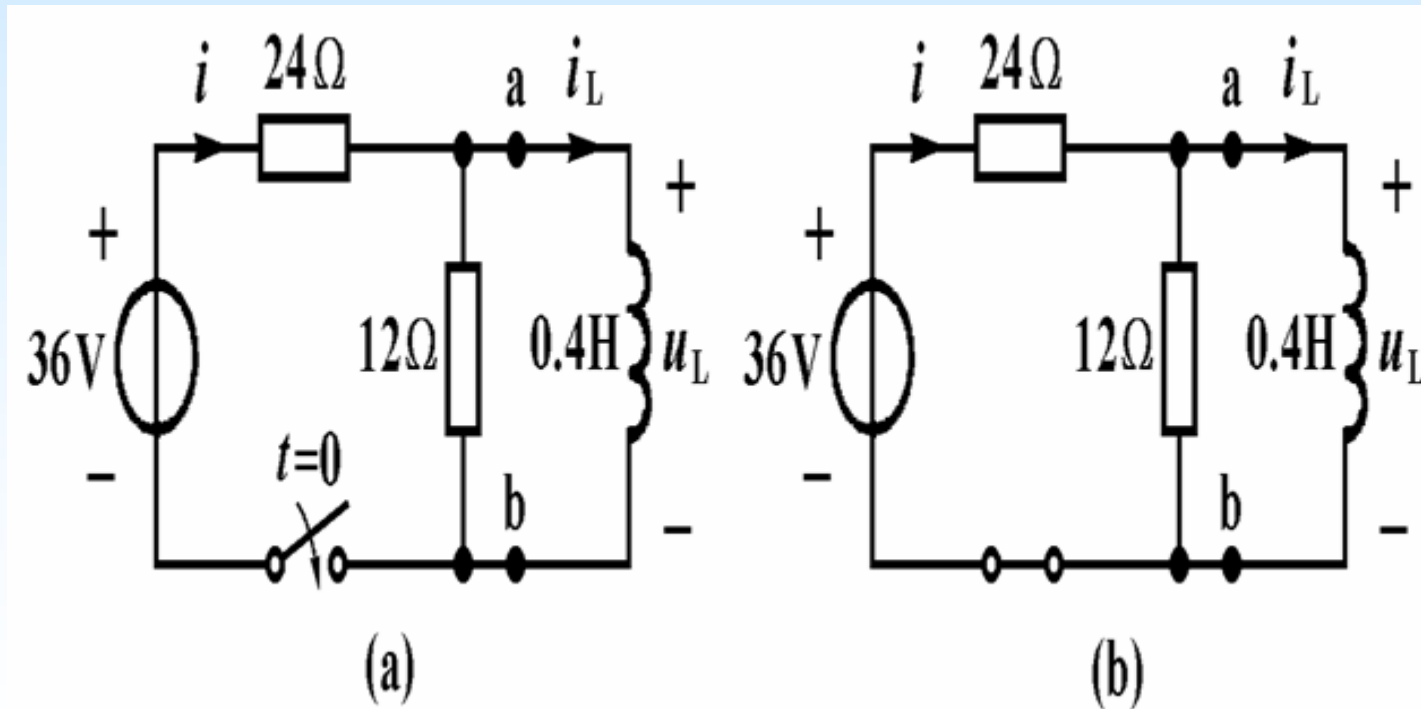 i 24Ω a iL i 24Ω a iL
+ + + +
36V 12Ω 0.4H uL 36V 12Ω 0.4H uL
− t=0 b − − b −
(a) (b)